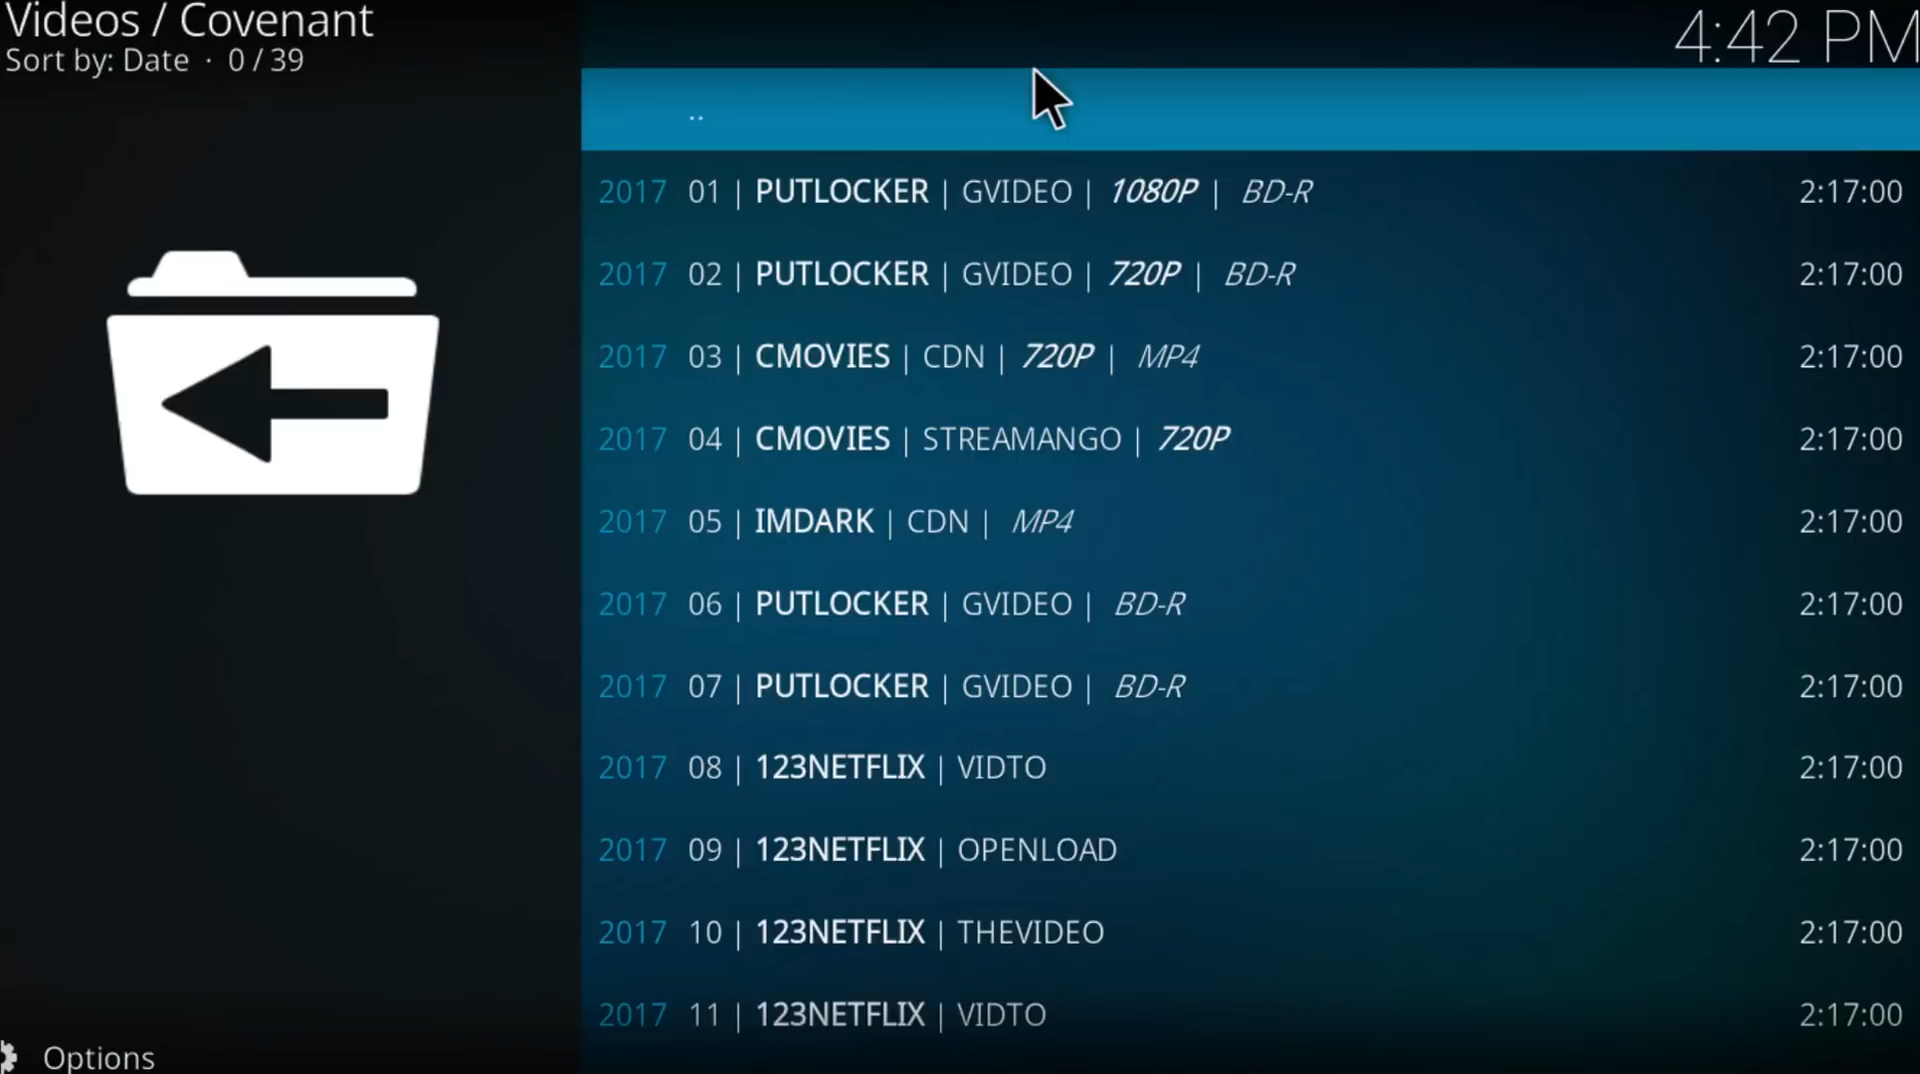 Videos / Covenant
4:42 PM
Sort by: Date · 0 / 39
..
2017 01 | PUTLOCKER | GVIDEO | 1080P | BD-R 2:17:00
2017 02 | PUTLOCKER | GVIDEO | 720P | BD-R 2:17:00
2017 03 | CMOVIES | CDN | 720P | MP4 2:17:00
2017 04 | CMOVIES | STREAMANGO | 720P 2:17:00
2017 05 | IMDARK | CDN | MP4 2:17:00
2017 06 | PUTLOCKER | GVIDEO | BD-R 2:17:00
2017 07 | PUTLOCKER | GVIDEO | BD-R 2:17:00
2017 08 | 123NETFLIX | VIDTO 2:17:00
2017 09 | 123NETFLIX | OPENLOAD 2:17:00
2017 10 | 123NETFLIX | THEVIDEO 2:17:00
2017 11 | 123NETFLIX | VIDTO 2:17:00
Options